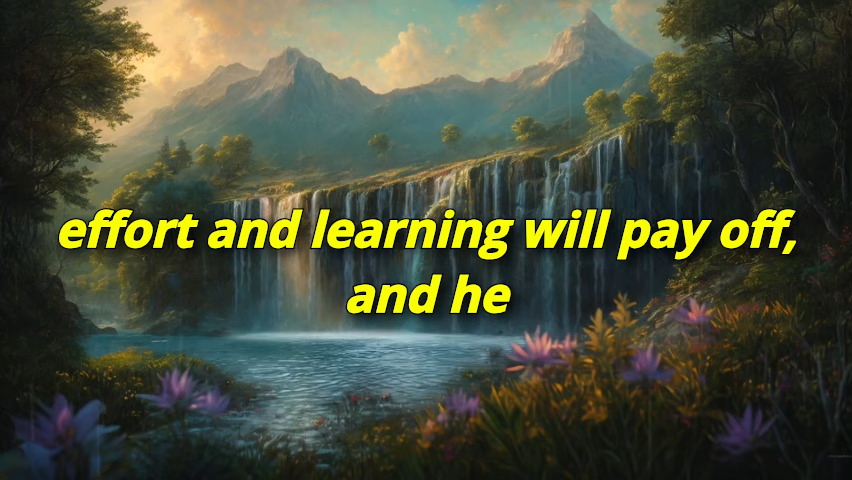 effort and learning will pay off,
and he